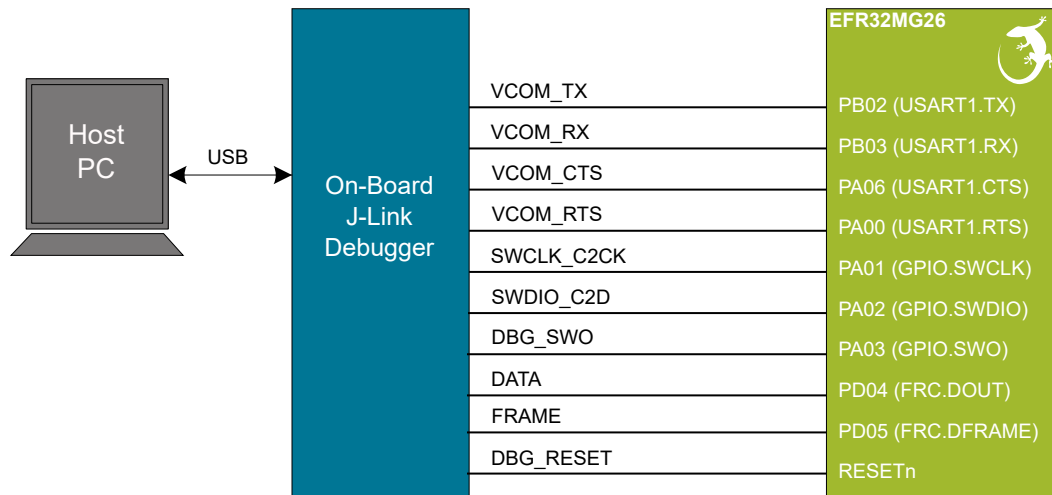 EFR32MG26
Host
PC
USB
On-Board
J-Link
Debugger
VCOM_TX
PB02 (USART1.TX)
VCOM_RX
PB03 (USART1.RX)
VCOM_CTS
PA06 (USART1.CTS)
VCOM_RTS
PA00 (USART1.RTS)
SWCLK_C2CK
PA01 (GPIO.SWCLK)
SWDIO_C2D
PA02 (GPIO.SWDIO)
DBG_SWO
PA03 (GPIO.SWO)
DATA
PD04 (FRC.DOUT)
FRAME
PD05 (FRC.DFRAME)
DBG_RESET
RESETn